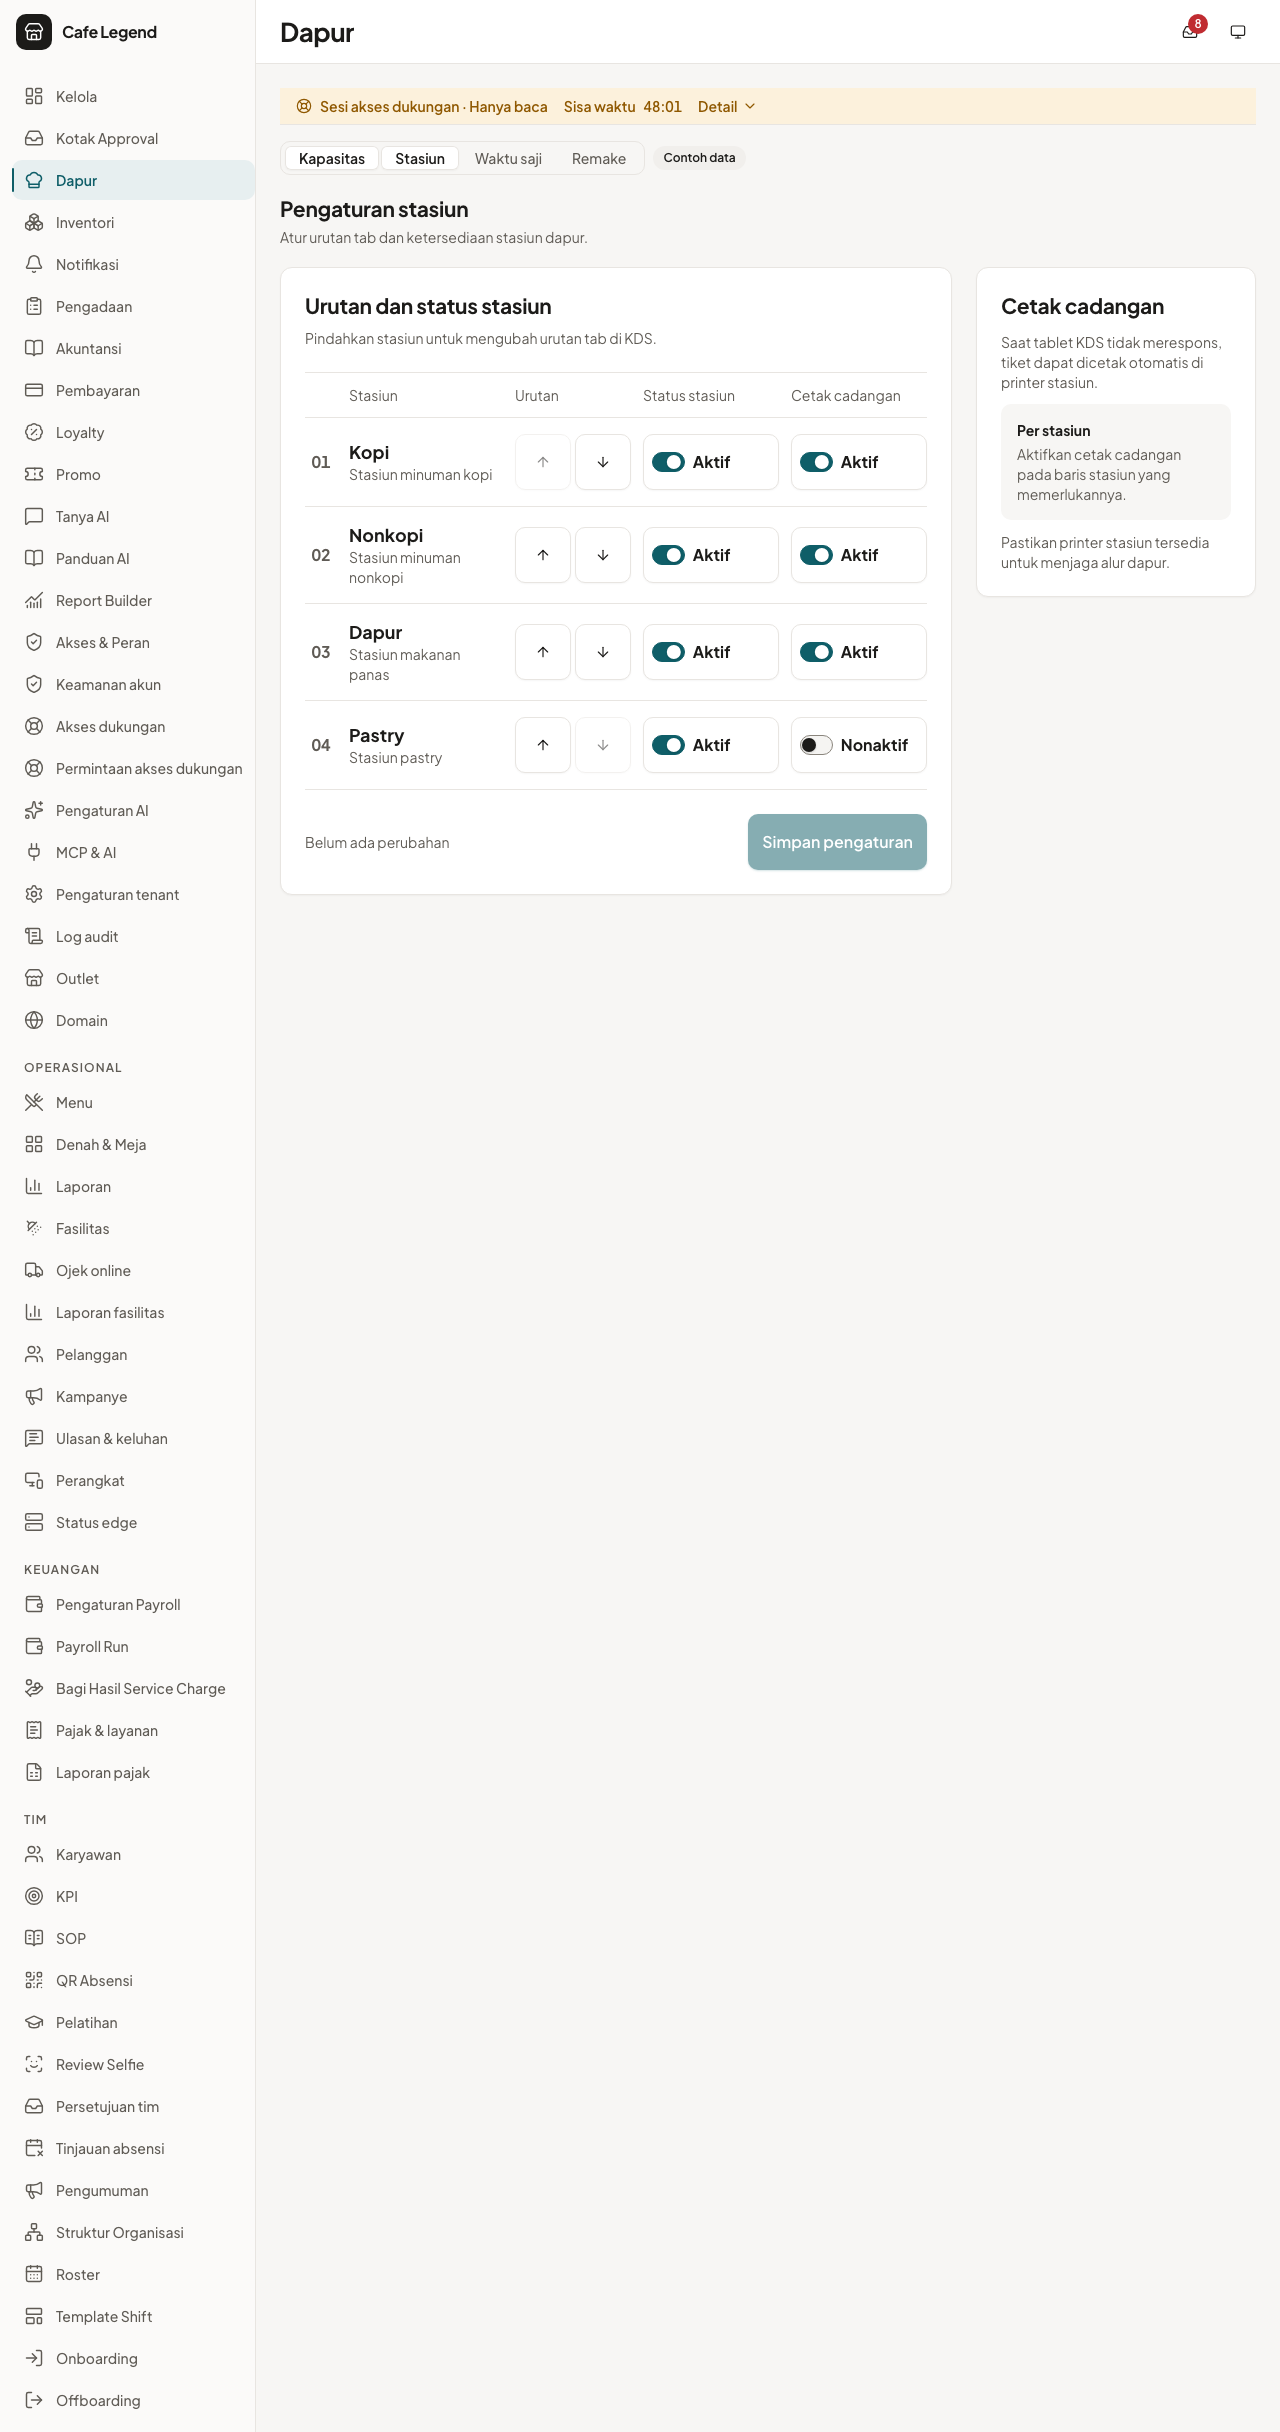 Cafe Legend
Kelola
Kotak Approval
Dapur
Inventori
Notifikasi
Pengadaan
Akuntansi
Pembayaran
Loyalty
Promo
Tanya AI
Panduan AI
Report Builder
Akses & Peran
Keamanan akun
Akses dukungan
Permintaan akses dukungan
Pengaturan AI
MCP & AI
Pengaturan tenant
Log audit
Outlet
Domain
OPERASIONAL
Menu
Denah & Meja
Laporan
Fasilitas
Ojek online
Laporan fasilitas
Pelanggan
Kampanye
Ulasan & keluhan
Perangkat
Status edge
KEUANGAN
Pengaturan Payroll
Payroll Run
Bagi Hasil Service Charge
Pajak & layanan
Laporan pajak
TIM
Karyawan
KPI
SOP
QR Absensi
Pelatihan
Review Selfie
Persetujuan tim
Tinjauan absensi
Pengumuman
Struktur Organisasi
Roster
Template Shift
Onboarding
Offboarding
Dapur
8
Sesi akses dukungan · Hanya baca Sisa waktu 48:01 Detail
Kapasitas Stasiun Waktu saji Remake Contoh data
Pengaturan stasiun
Atur urutan tab dan ketersediaan stasiun dapur.
Urutan dan status stasiun
Pindahkan stasiun untuk mengubah urutan tab di KDS.
Stasiun Urutan Status stasiun Cetak cadangan
01 Kopi Aktif Aktif
Stasiun minuman kopi
02 Nonkopi Aktif Aktif
Stasiun minuman
nonkopi
03 Dapur Aktif Aktif
Stasiun makanan
panas
04 Pastry Aktif Nonaktif
Stasiun pastry
Belum ada perubahan Simpan pengaturan
Cetak cadangan
Saat tablet KDS tidak merespons,
tiket dapat dicetak otomatis di
printer stasiun.
Per stasiun
Aktifkan cetak cadangan
pada baris stasiun yang
memerlukannya.
Pastikan printer stasiun tersedia
untuk menjaga alur dapur.